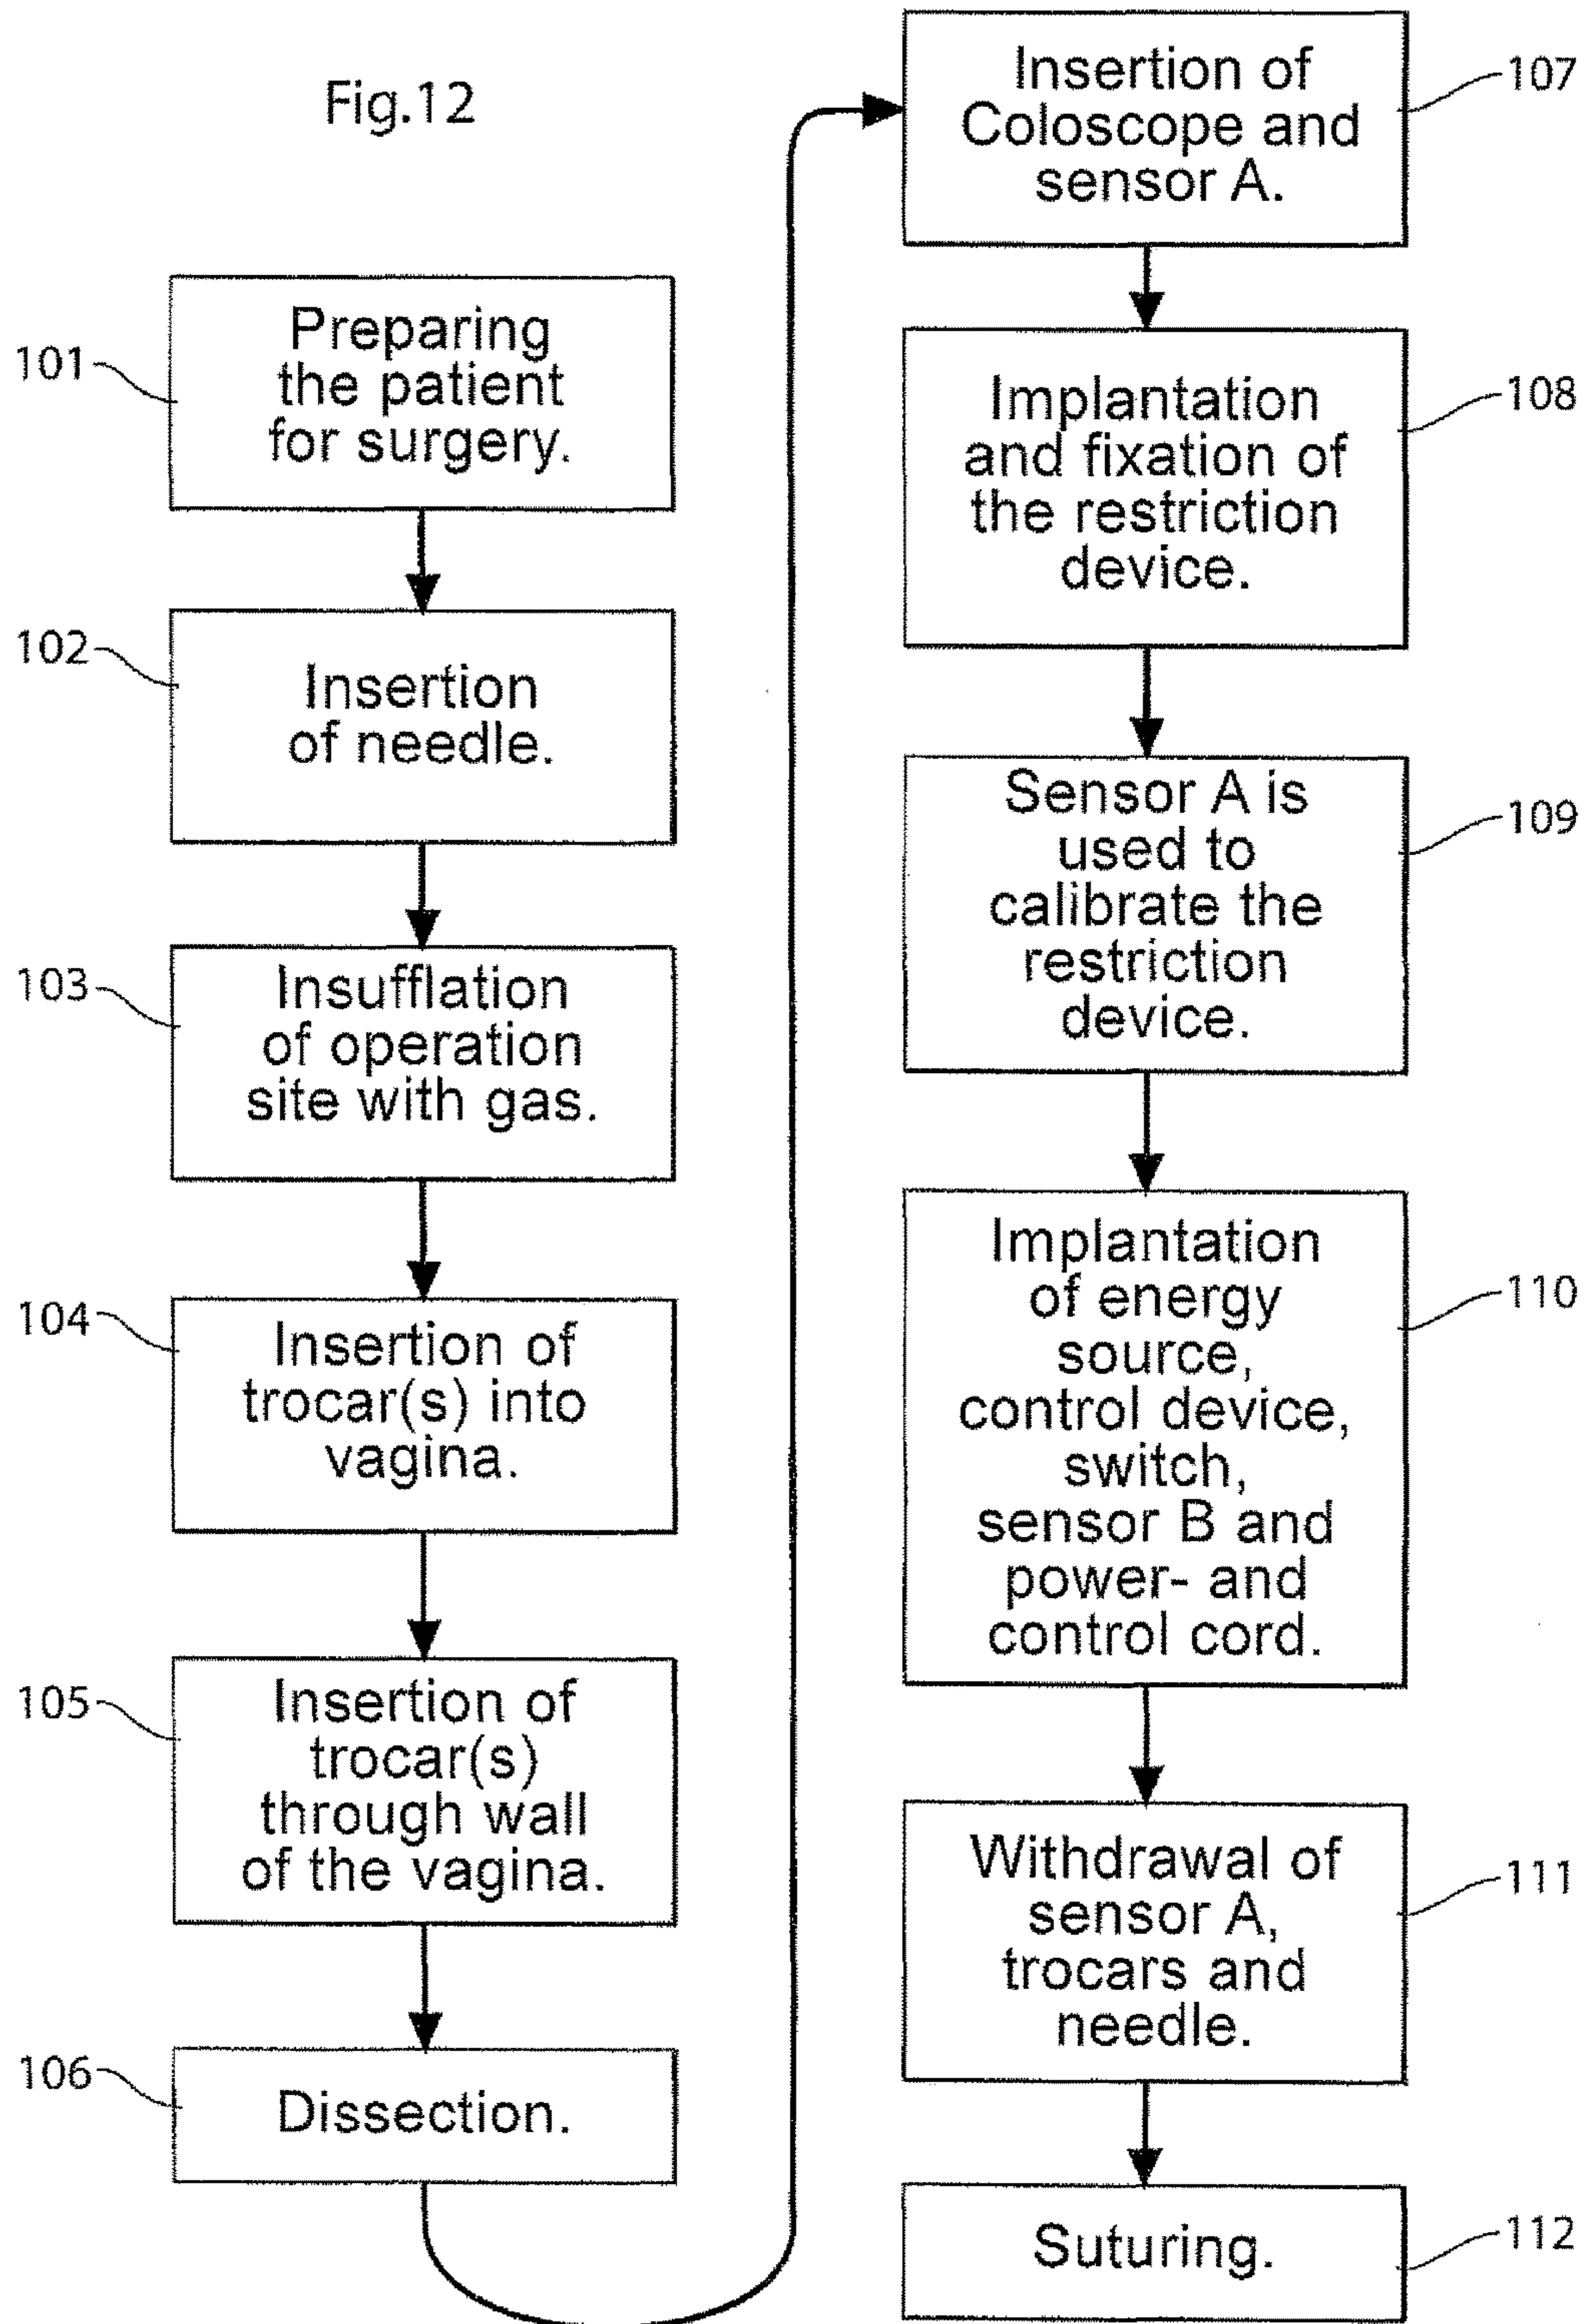 Fig.12
101
Preparing
the patient
for surgery.
102
Insertion
of needle.
103
Insufflation
of operation
site with gas.
104
Insertion of
trocar(s) into
vagina.
105
Insertion of
trocar(s)
through wall
of the vagina.
106
Dissection.
Insertion of
Coloscope and
sensor A.
107
Implantation
and fixation of
the restriction
device.
108
Sensor A is
used to
calibrate the
restriction
device.
109
Implantation
of energy
source,
control device,
switch,
sensor B and
power- and
control cord.
110
Withdrawal of
sensor A,
trocars and
needle.
111
Suturing.
112